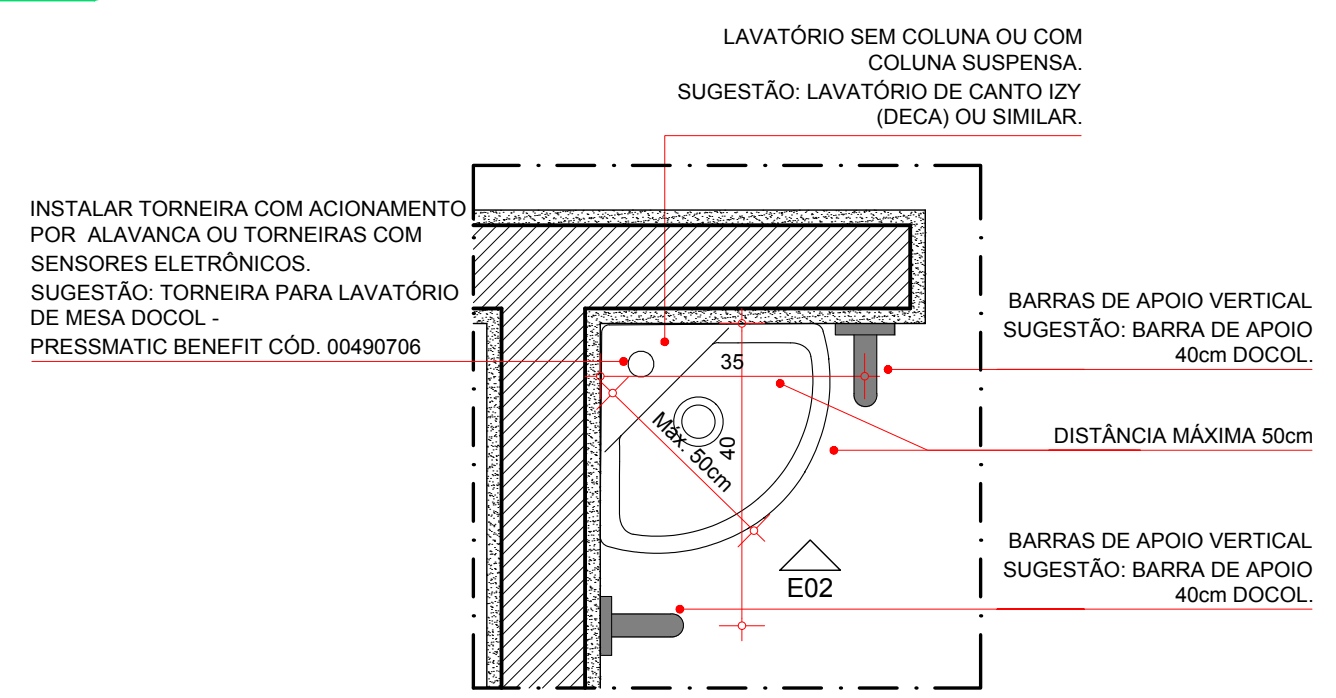 LAVATÓRIO SEM COLUNA OU COM
COLUNA SUSPENSA.
SUGESTÃO: LAVATÓRIO DE CANTO IZY
(DECA) OU SIMILAR.
INSTALAR TORNEIRA COM ACIONAMENTO
POR ALAVANCA OU TORNEIRAS COM
SENSORES ELETRÔNICOS.
SUGESTÃO: TORNEIRA PARA LAVATÓRIO
DE MESA DOCOL -
PRESSMATIC BENEFIT CÓD. 00490706
35
40
Máx. 50cm
E02
BARRAS DE APOIO VERTICAL
SUGESTÃO: BARRA DE APOIO
40cm DOCOL.
DISTÂNCIA MÁXIMA 50cm
BARRAS DE APOIO VERTICAL
SUGESTÃO: BARRA DE APOIO
40cm DOCOL.